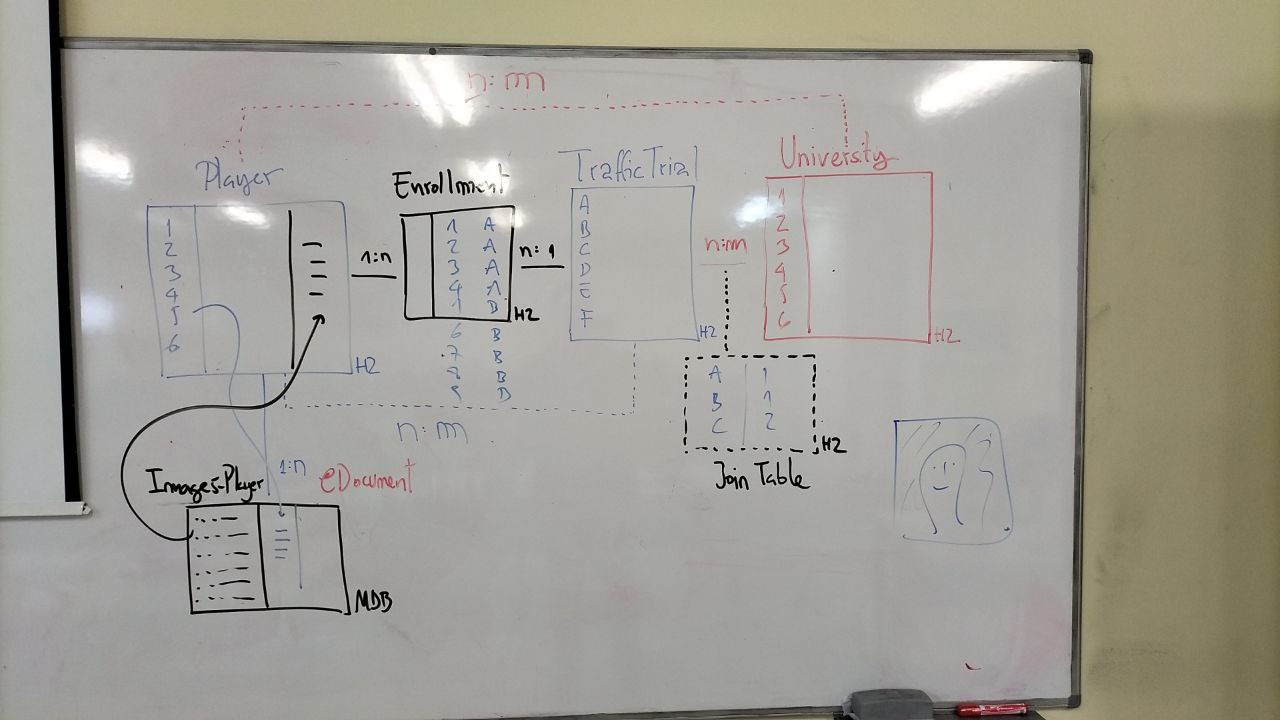 n:m
Player
Enrollment
TrafficTrial
University
1
2
3
4
5
6
H2
1:n
1 A
2 A
3 A
4 A
1 B
H2
6 B
7 B
8 B
9 D
n:1
A
B
C
D
E
F
H2
n:m
1
2
3
4
5
6
H2
n:m
A 1
B 1
C 2
H2
Join Table
1:n
Images-Player
@Document
MDB